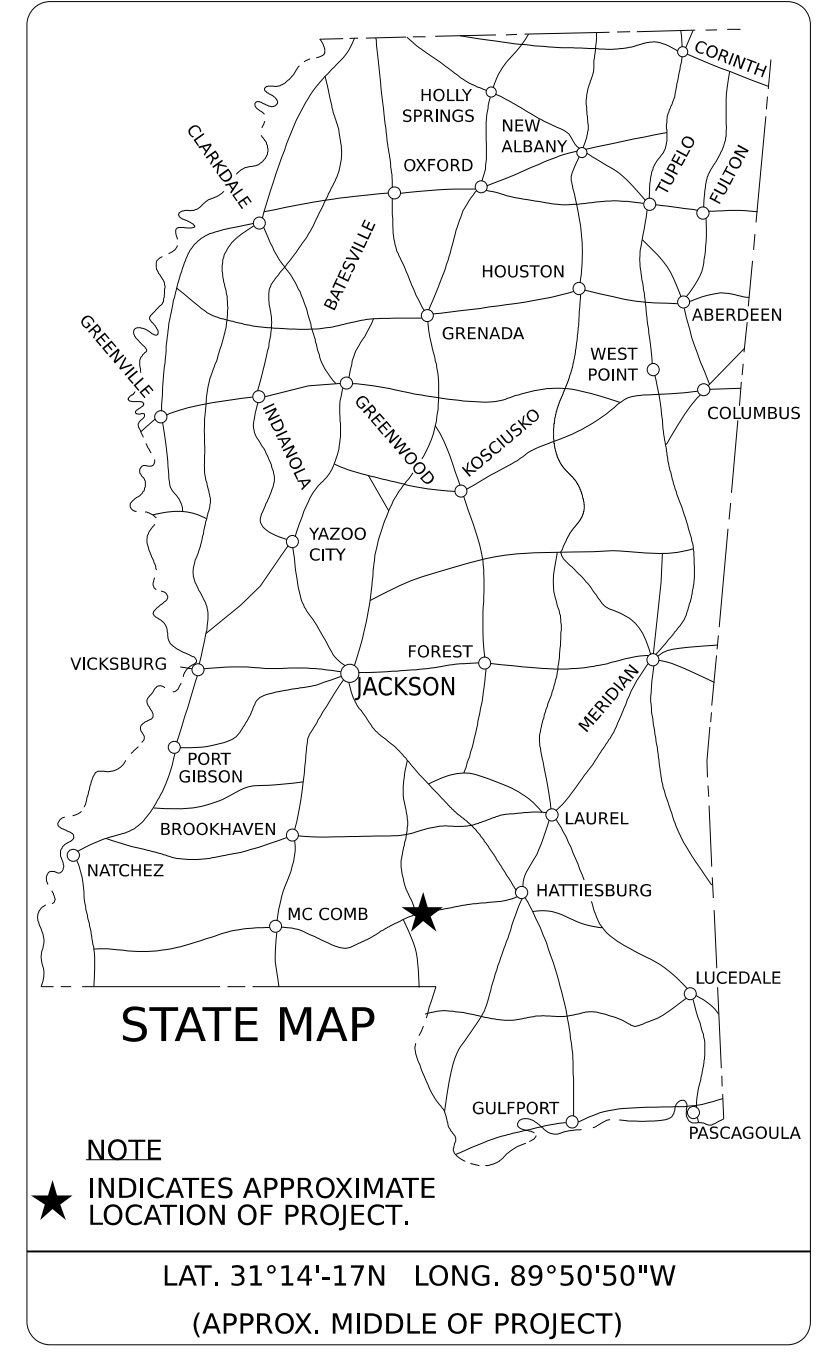 CORINTH
HOLLY
SPRINGS
NEW
ALBANY
CLARKDALE
OXFORD
TUPELO
FULTON
BATESVILLE
HOUSTON
ABERDEEN
GREENVILLE
GRENADA
WEST
POINT
COLUMBUS
INDIANOLA
GREENWOOD
KOSCIUSKO
YAZOO
CITY
VICKSBURG
FOREST
JACKSON
MERIDIAN
PORT
GIBSON
BROOKHAVEN
LAUREL
NATCHEZ
HATTIESBURG
MC COMB
LUCEDALE
STATE MAP
GULFPORT
PASCAGOULA
NOTE
INDICATES APPROXIMATE
LOCATION OF PROJECT.
LAT. 31°14'-17N LONG. 89°50'50"W
(APPROX. MIDDLE OF PROJECT)